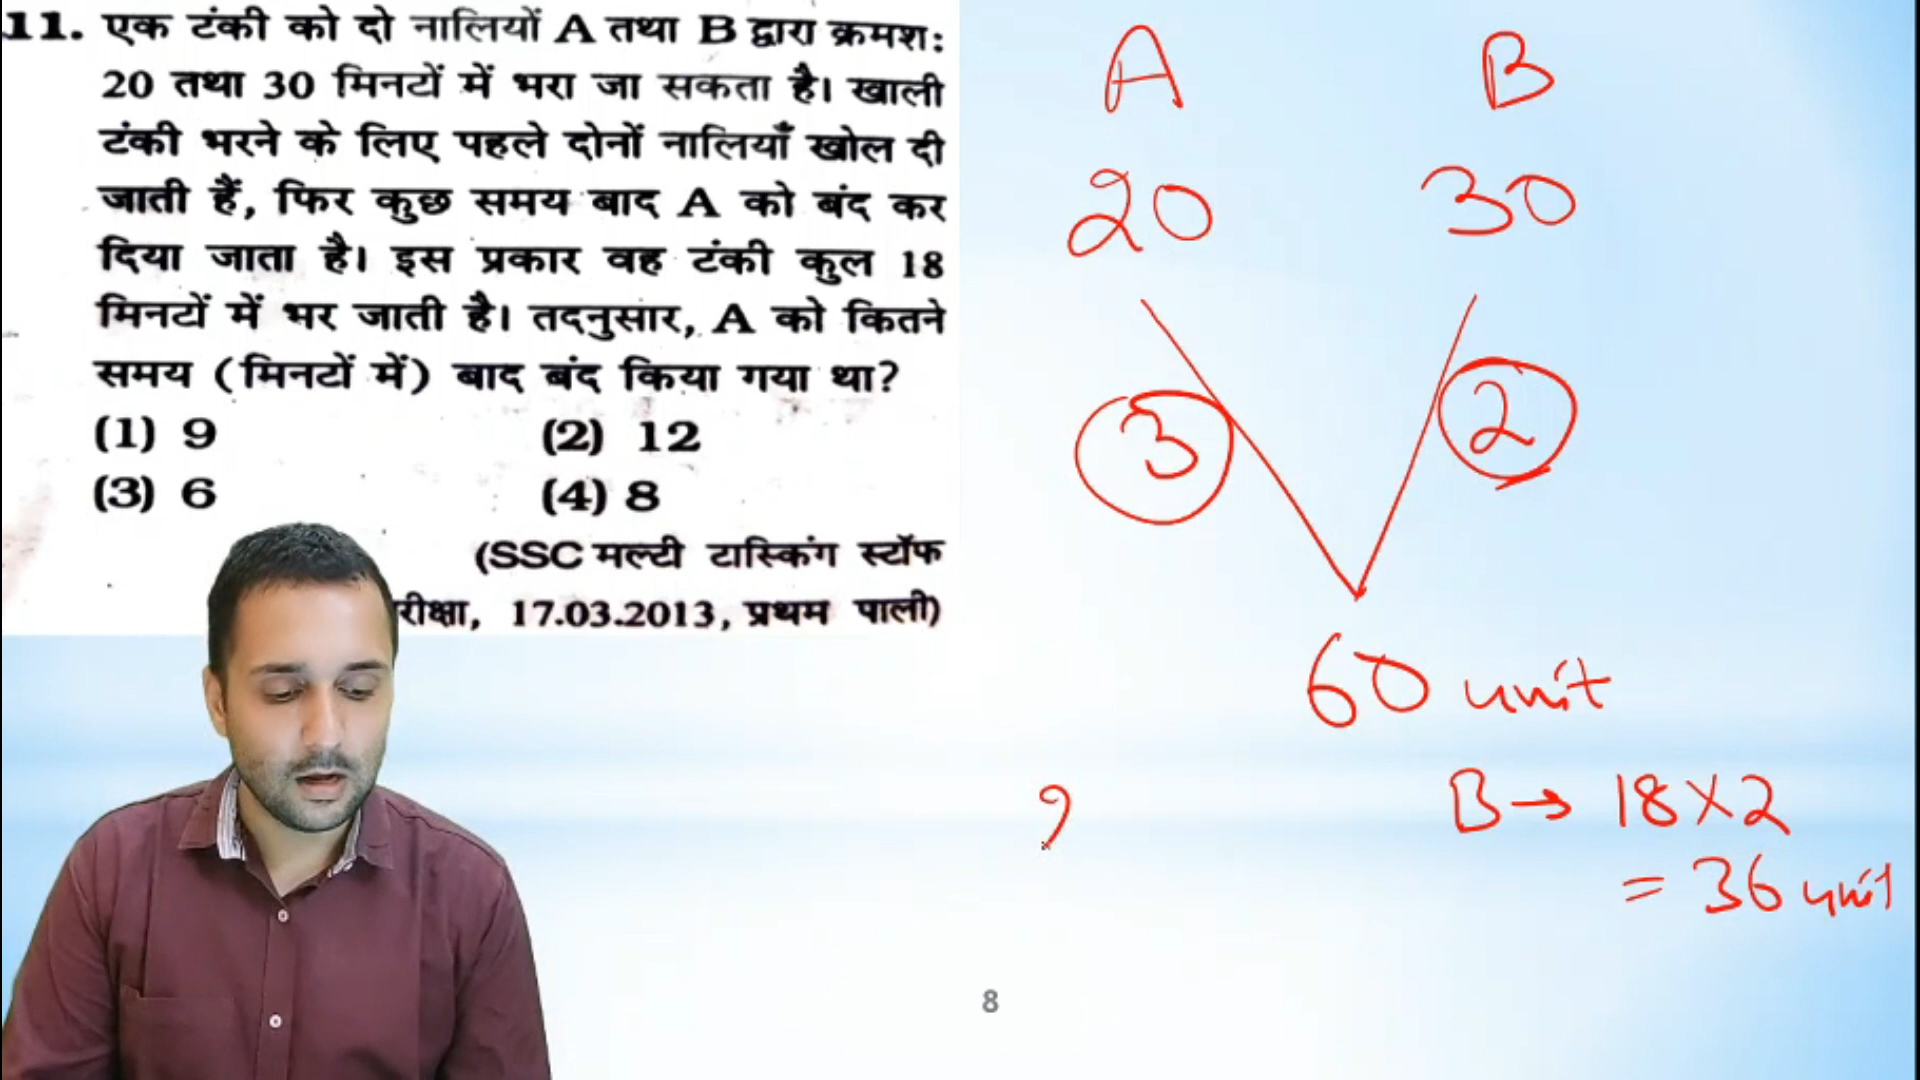 11. एक टंकी को दो नालियों A तथा B द्वारा क्रमशः
20 तथा 30 मिनटों में भरा जा सकता है। खाली
टंकी भरने के लिए पहले दोनों नालियाँ खोल दी
जाती हैं, फिर कुछ समय बाद A को बंद कर
दिया जाता है। इस प्रकार वह टंकी कुल 18
मिनटों में भर जाती है। तदनुसार, A को कितने
समय (मिनटों में) बाद बंद किया गया था?
(1) 9 (2) 12
(3) 6 (4) 8
(SSC मल्टी टास्किंग स्टॉफ
रीक्षा, 17.03.2013, प्रथम पाली)
A B
20 30
3 2
60 unit
B → 18×2
= 36 unit
8